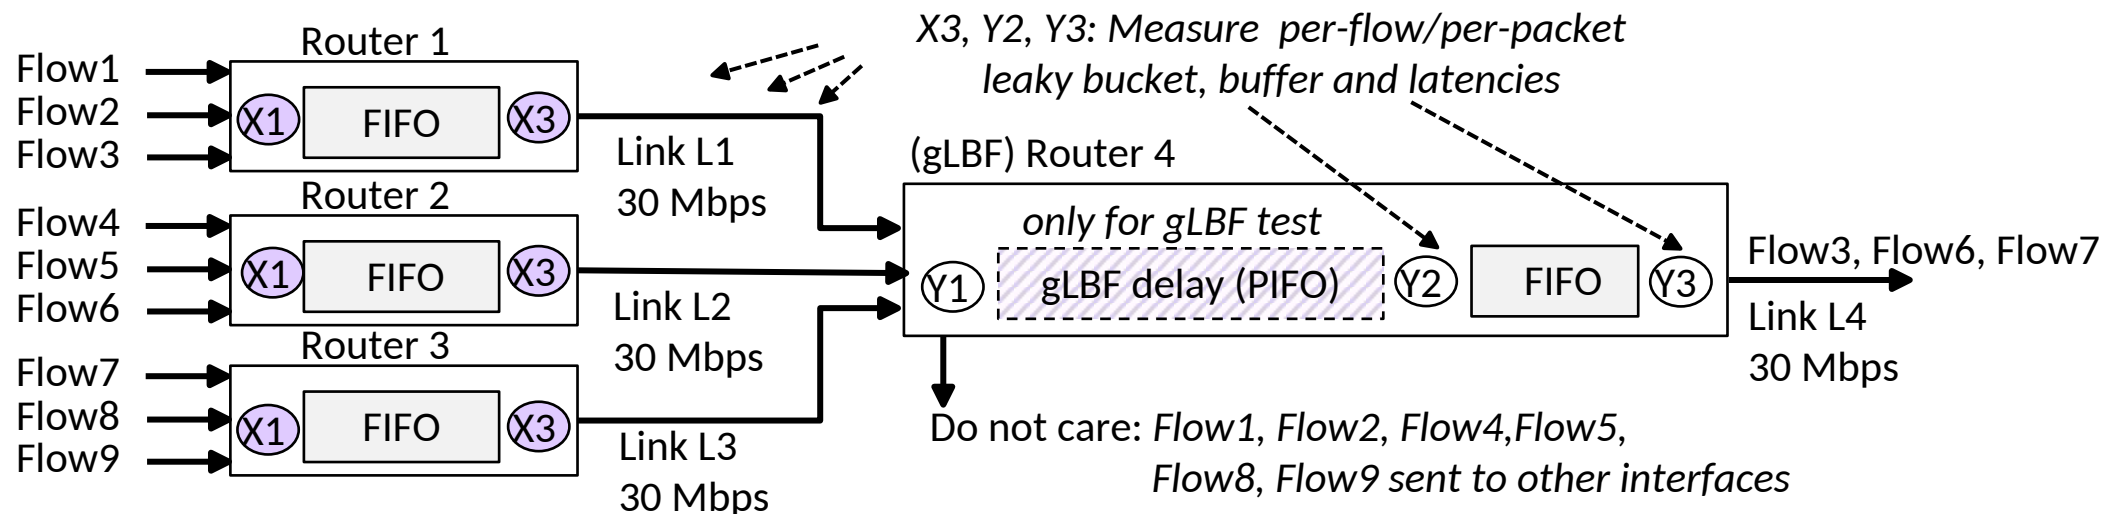 X3, Y2, Y3: Measure per-flow/per-packet
leaky bucket, buffer and latencies
Router 1
Flow1
Flow2
Flow3
X1
FIFO
X3
Link L1
30 Mbps
Router 2
Flow4
Flow5
Flow6
X1
FIFO
X3
Link L2
30 Mbps
Router 3
Flow7
Flow8
Flow9
X1
FIFO
X3
Link L3
30 Mbps
(gLBF) Router 4
only for gLBF test
Y1
gLBF delay (PIFO)
Y2
FIFO
Y3
Flow3, Flow6, Flow7
Link L4
30 Mbps
Do not care: Flow1, Flow2, Flow4,Flow5,
Flow8, Flow9 sent to other interfaces